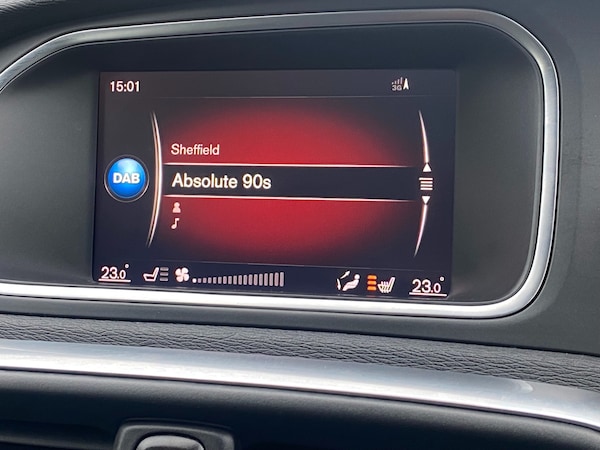 15:01
3G
Sheffield
DAB
Absolute 90s
23.0
23.0